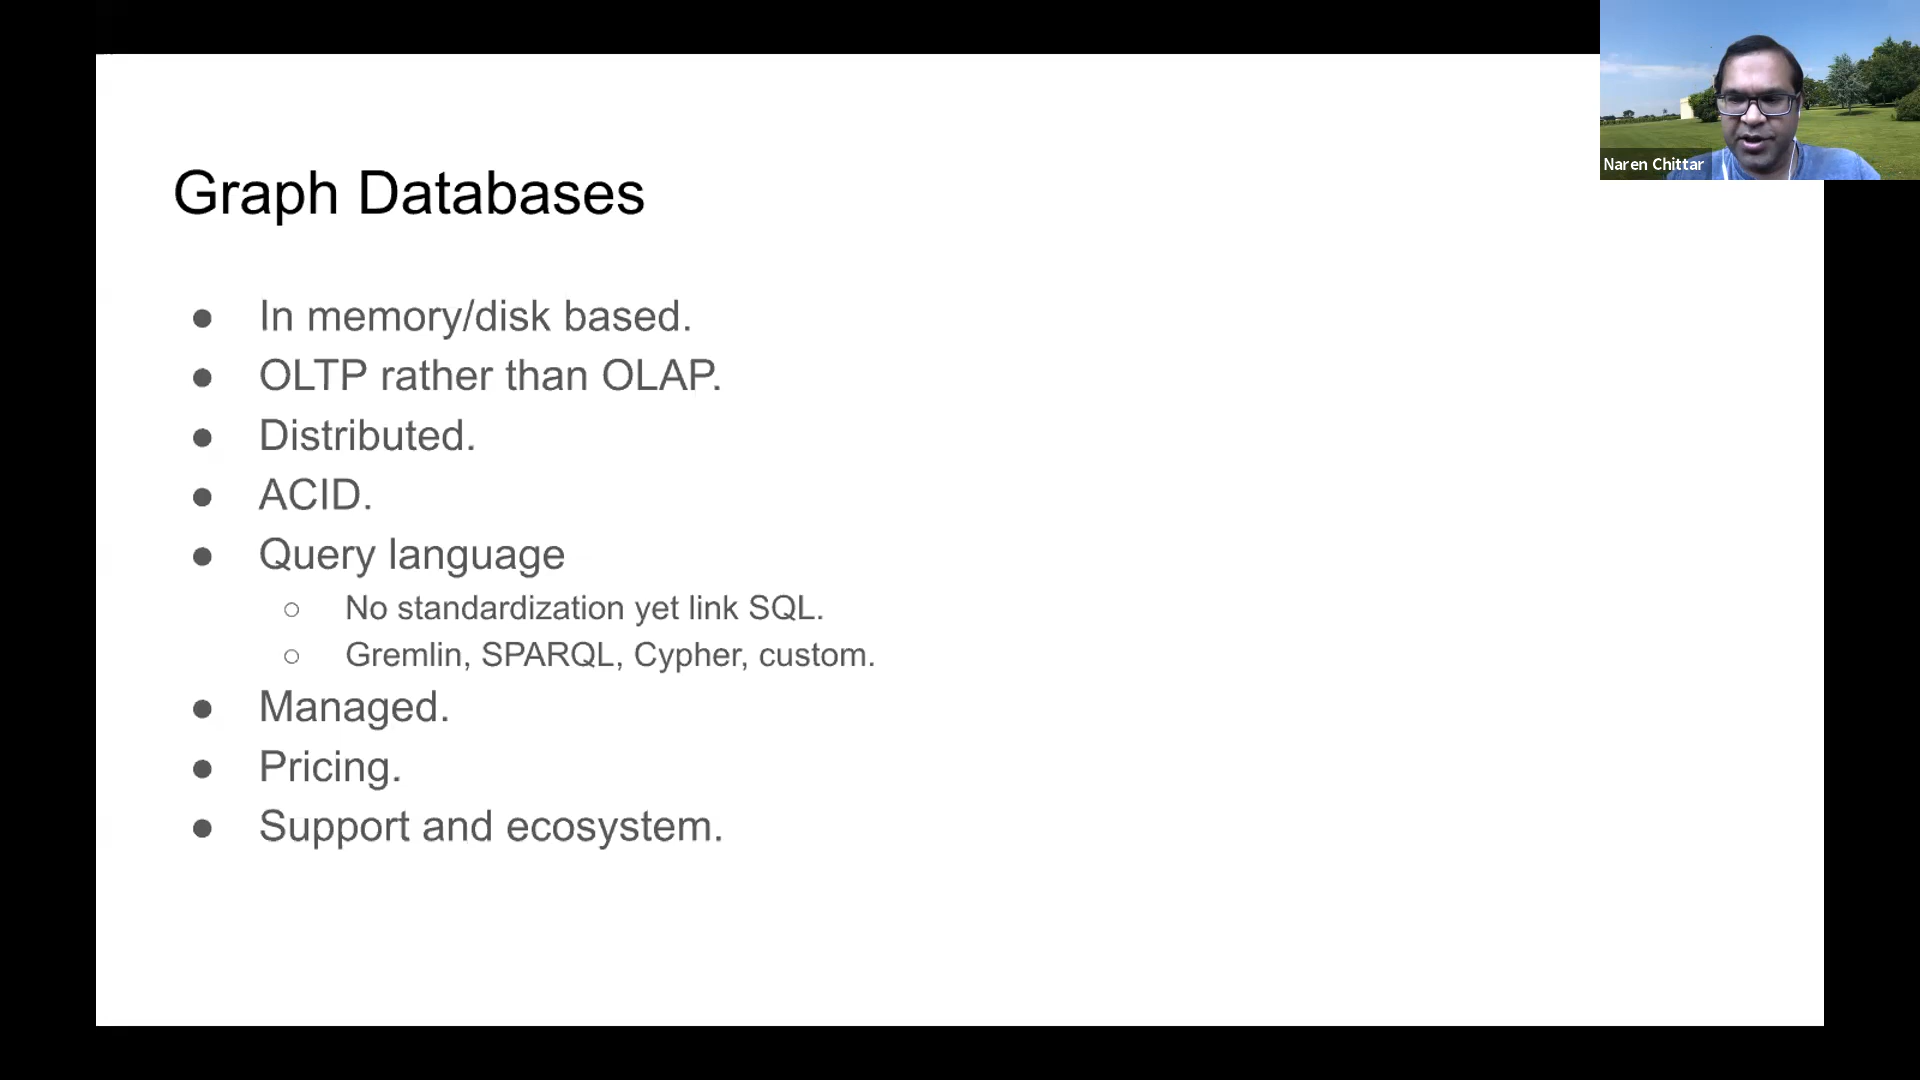 Graph Databases
● In memory/disk based.
● OLTP rather than OLAP.
● Distributed.
● ACID.
● Query language
○ No standardization yet link SQL.
○ Gremlin, SPARQL, Cypher, custom.
● Managed.
● Pricing.
● Support and ecosystem.
Naren Chittar